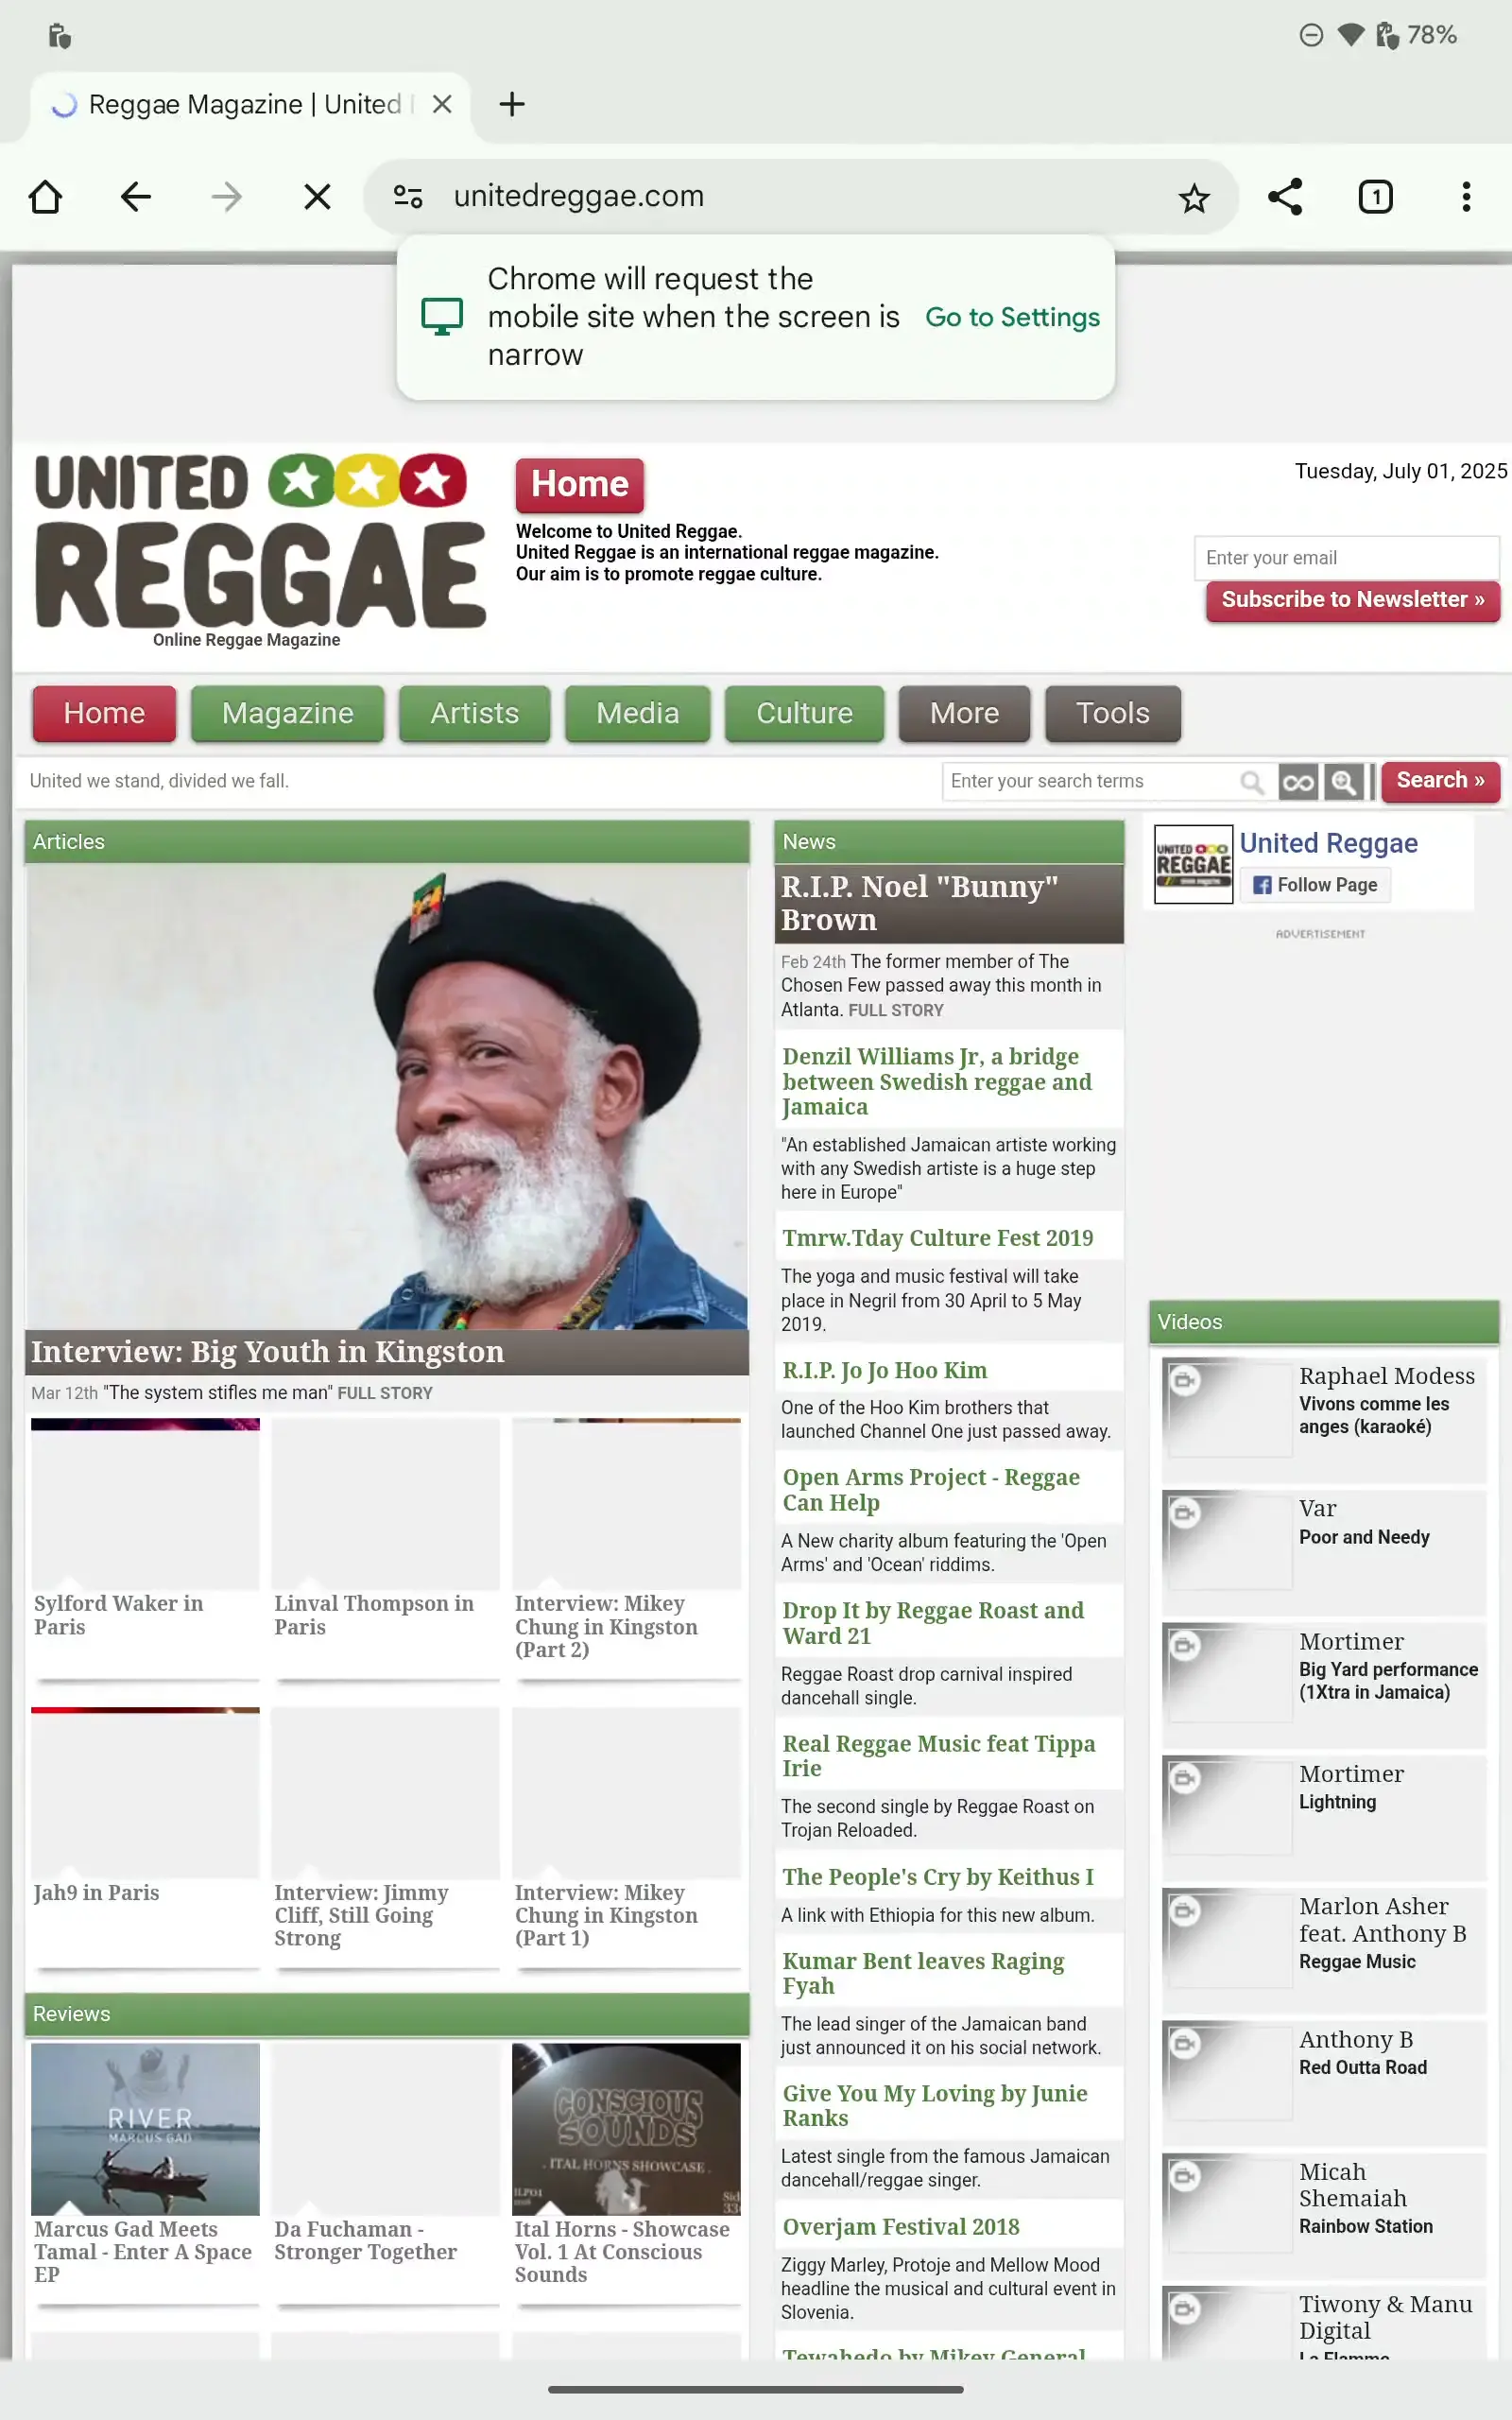 78%
Reggae Magazine | United
unitedreggae.com
1
Chrome will request the
mobile site when the screen is
narrow
Go to Settings
UNITED
REGGAE
Online Reggae Magazine
Home
Welcome to United Reggae.
United Reggae is an international reggae magazine.
Our aim is to promote reggae culture.
Tuesday, July 01, 2025
Enter your email
Subscribe to Newsletter »
Home
Magazine
Artists
Media
Culture
More
Tools
United we stand, divided we fall.
Enter your search terms
Search »
Articles
Interview: Big Youth in Kingston
Mar 12th "The system stifles me man" FULL STORY
Sylford Waker in
Paris
Linval Thompson in
Paris
Interview: Mikey
Chung in Kingston
(Part 2)
Jah9 in Paris
Interview: Jimmy
Cliff, Still Going
Strong
Interview: Mikey
Chung in Kingston
(Part 1)
Reviews
RIVER
MARCUS GAD
CONSCIOUS
SOUNDS
ITAL HORNS SHOWCASE
Marcus Gad Meets
Tamal - Enter A Space
EP
Da Fuchaman -
Stronger Together
Ital Horns - Showcase
Vol. 1 At Conscious
Sounds
News
R.I.P. Noel "Bunny"
Brown
Feb 24th The former member of The
Chosen Few passed away this month in
Atlanta. FULL STORY
Denzil Williams Jr, a bridge
between Swedish reggae and
Jamaica
"An established Jamaican artiste working
with any Swedish artiste is a huge step
here in Europe"
Tmrw.Tday Culture Fest 2019
The yoga and music festival will take
place in Negril from 30 April to 5 May
2019.
R.I.P. Jo Jo Hoo Kim
One of the Hoo Kim brothers that
launched Channel One just passed away.
Open Arms Project - Reggae
Can Help
A New charity album featuring the 'Open
Arms' and 'Ocean' riddims.
Drop It by Reggae Roast and
Ward 21
Reggae Roast drop carnival inspired
dancehall single.
Real Reggae Music feat Tippa
Irie
The second single by Reggae Roast on
Trojan Reloaded.
The People's Cry by Keithus I
A link with Ethiopia for this new album.
Kumar Bent leaves Raging
Fyah
The lead singer of the Jamaican band
just announced it on his social network.
Give You My Loving by Junie
Ranks
Latest single from the famous Jamaican
dancehall/reggae singer.
Overjam Festival 2018
Ziggy Marley, Protoje and Mellow Mood
headline the musical and cultural event in
Slovenia.
Tewahedo by Mikey General
UNITED
REGGAE
United Reggae
Follow Page
ADVERTISEMENT
Videos
Raphael Modess
Vivons comme les
anges (karaoké)
Var
Poor and Needy
Mortimer
Big Yard performance
(1Xtra in Jamaica)
Mortimer
Lightning
Marlon Asher
feat. Anthony B
Reggae Music
Anthony B
Red Outta Road
Micah
Shemaiah
Rainbow Station
Tiwony & Manu
Digital
La Flamme